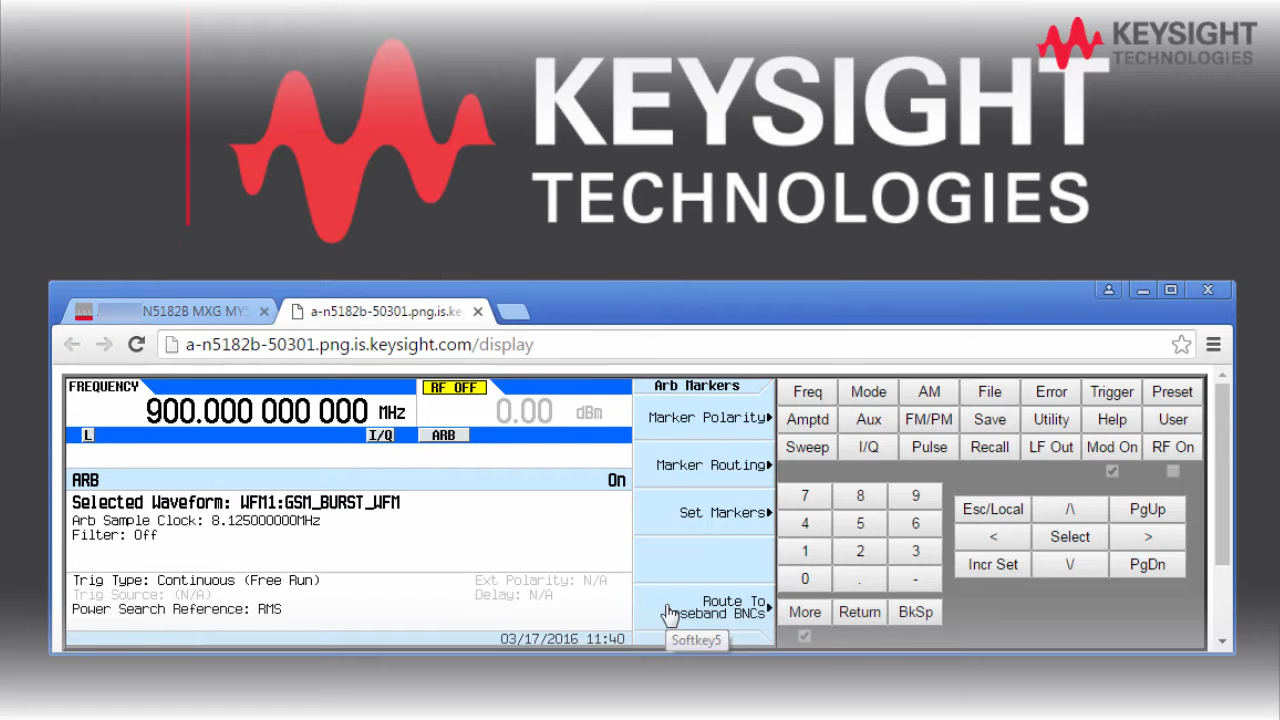 KEYSIGHT
TECHNOLOGIES
KEYSIGHT
TECHNOLOGIES
N5182B MXG MY5
a-n5182b-50301.png.is.ke
a-n5182b-50301.png.is.keysight.com/display
FREQUENCY
RF OFF
900.000 000 000 MHz
0.00 dBm
L
I/Q
ARB
ARB
On
Selected Waveform: WFM1:GSM_BURST_WFM
Arb Sample Clock: 8.125000000MHz
Filter: Off
Trig Type: Continuous (Free Run)
Ext Polarity: N/A
Trig Source: (N/A)
Delay: N/A
Power Search Reference: RMS
03/17/2016 11:40
Arb Markers
Marker Polarity
Marker Routing
Set Markers
Route To
seband BNCs
Softkey5
Freq Mode AM File Error Trigger Preset
Amptd Aux FM/PM Save Utility Help User
Sweep I/Q Pulse Recall LF Out Mod On RF On
7 8 9
4 5 6
1 2 3
0 . -
More Return BkSp
Esc/Local /\ PgUp
< Select >
Incr Set \/ PgDn